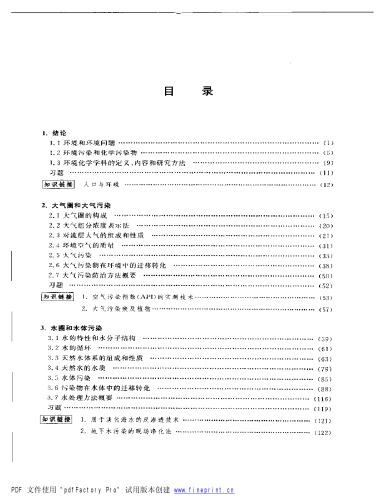 目 录
1. 绪论
1.1 环境和环境问题 (1)
1.2 环境污染和化学污染物 (5)
1.3 环境化学学科的定义、内容和研究方法 (9)
习题 (11)
知识链接 人口与环境 (12)
2. 大气圈和大气污染
2.1 大气圈的构成 (15)
2.2 大气组分浓度表示法 (20)
2.3 对流层大气的组成和性质 (21)
2.4 环境空气的质量 (31)
2.5 大气污染 (33)
2.6 大气污染物在环境中的迁移转化 (38)
2.7 大气污染防治方法概要 (50)
习题 (52)
知识链接 1. 空气污染指数(API)的实测技术 (53)
2. 大气污染及植物 (57)
3. 水圈和水体污染
3.1 水的特性和水分子结构 (59)
3.2 水的循环 (61)
3.3 天然水体系的组成和性质 (63)
3.4 天然水的水质 (79)
3.5 水体污染 (85)
3.6 污染物在水体中的迁移转化 (88)
3.7 水处理方法概要 (116)
习题 (119)
知识链接 1. 用于淡化海水的反渗透技术 (121)
2. 地下水污染的现场净化法 (122)
PDF 文件使用 "pdfFactory Pro" 试用版本创建 www.fineprint.cn